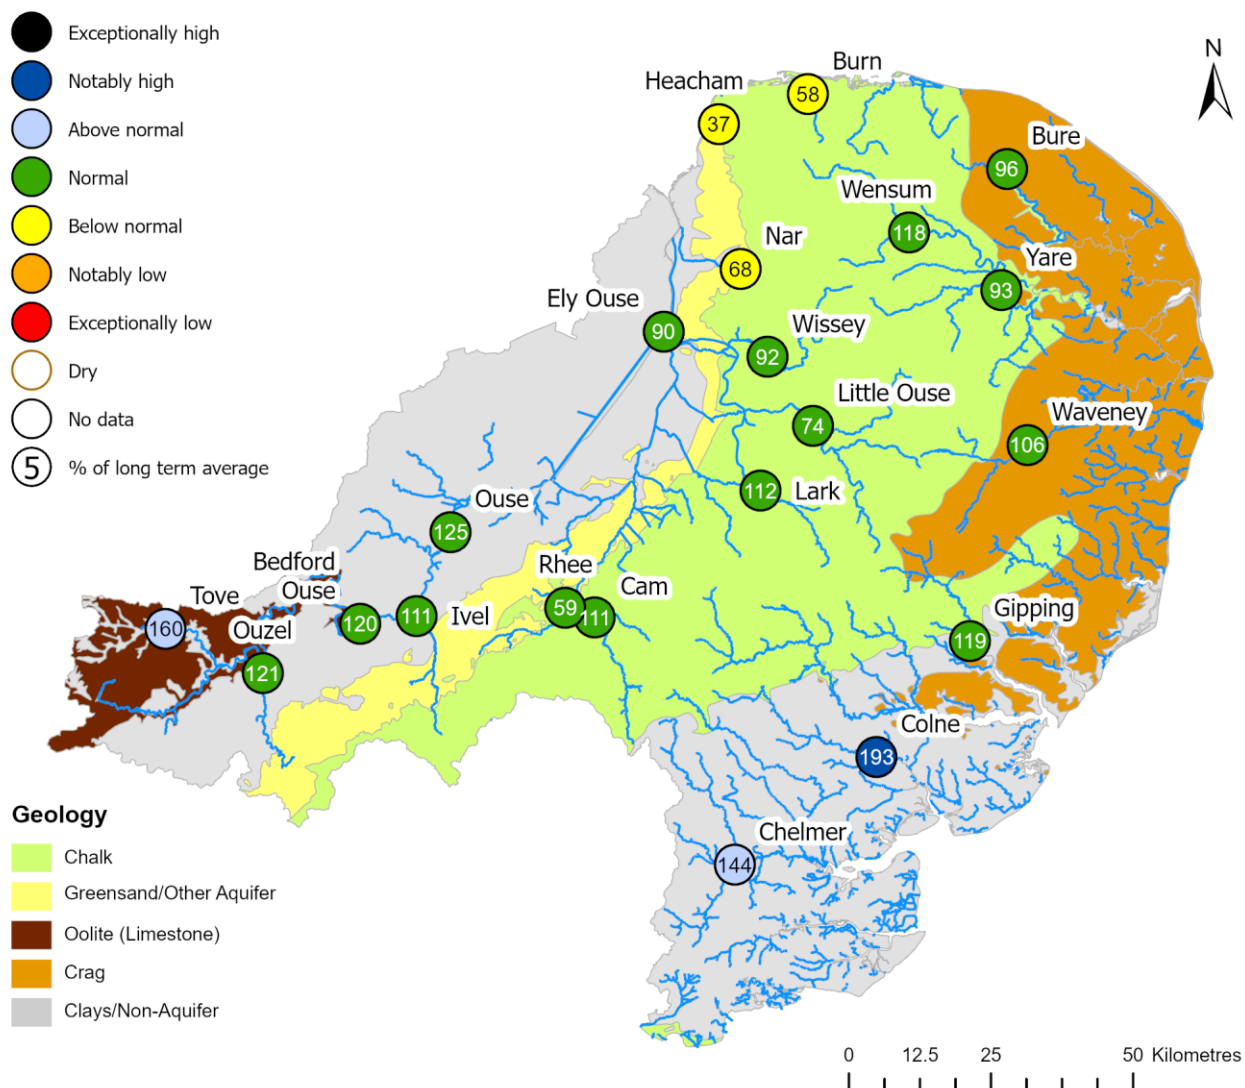 Exceptionally high
Notably high
Above normal
Normal
Below normal
Notably low
Exceptionally low
Dry
No data
5 % of long term average
N
Burn
58
Heacham
37
Bure
96
Wensum
118
Nar
68
Yare
93
Ely Ouse
90
Wissey
92
Little Ouse
74
Waveney
106
Lark
112
Ouse
125
Bedford
Ouse
120
Tove
160
Ouzel
121
Ivel
111
Rhee
59
Cam
111
Gipping
119
Colne
193
Chelmer
144
Geology
Chalk
Greensand/Other Aquifer
Oolite (Limestone)
Crag
Clays/Non-Aquifer
0 12.5 25 50 Kilometres